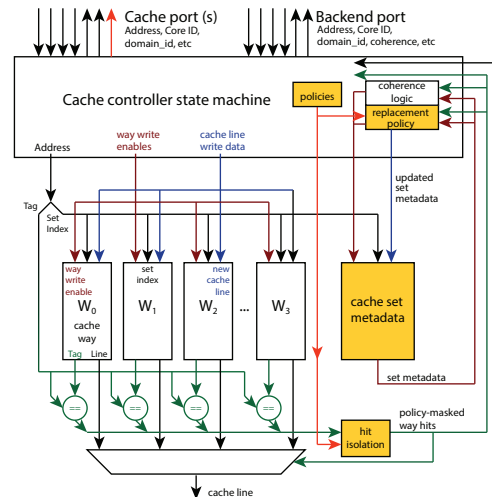 Cache port (s)
Address, Core ID,
domain_id, etc
Backend port
Address, Core ID,
domain_id, coherence, etc
Cache controller state machine
policies
coherence
logic
replacement
policy
Address
way write
enables
cache line
write data
updated
set
metadata
Tag
Set
Index
way
write
enable
W0
cache
way
Tag Line
set
index
W1
new
cache
line
W2
...
W3
cache set
metadata
set metadata
==
==
==
==
hit
isolation
policy-masked
way hits
cache line